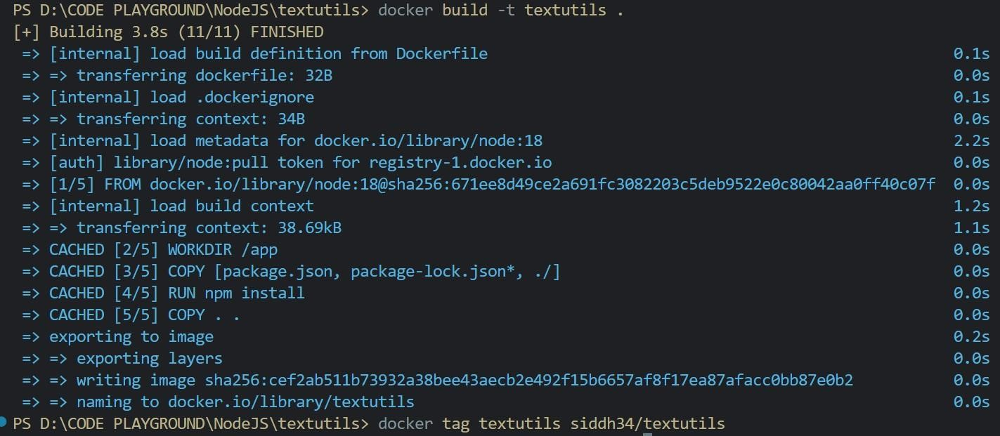 PS D:\CODE PLAYGROUND\NodeJS\textutils> docker build -t textutils .
[+] Building 3.8s (11/11) FINISHED
=> [internal] load build definition from Dockerfile 0.1s
=> => transferring dockerfile: 32B 0.0s
=> [internal] load .dockerignore 0.1s
=> => transferring context: 34B 0.0s
=> [internal] load metadata for docker.io/library/node:18 2.2s
=> [auth] library/node:pull token for registry-1.docker.io 0.0s
=> [1/5] FROM docker.io/library/node:18@sha256:671ee8d49ce2a691fc3082203c5deb9522e0c80042aa0ff40c07f 0.0s
=> [internal] load build context 1.2s
=> => transferring context: 38.69kB 1.1s
=> CACHED [2/5] WORKDIR /app 0.0s
=> CACHED [3/5] COPY [package.json, package-lock.json*, ./] 0.0s
=> CACHED [4/5] RUN npm install 0.0s
=> CACHED [5/5] COPY . . 0.0s
=> exporting to image 0.2s
=> => exporting layers 0.0s
=> => writing image sha256:cef2ab511b73932a38bee43aecb2e492f15b6657af8f17ea87afacc0bb87e0b2 0.0s
=> => naming to docker.io/library/textutils 0.0s
PS D:\CODE PLAYGROUND\NodeJS\textutils> docker tag textutils siddh34/textutils